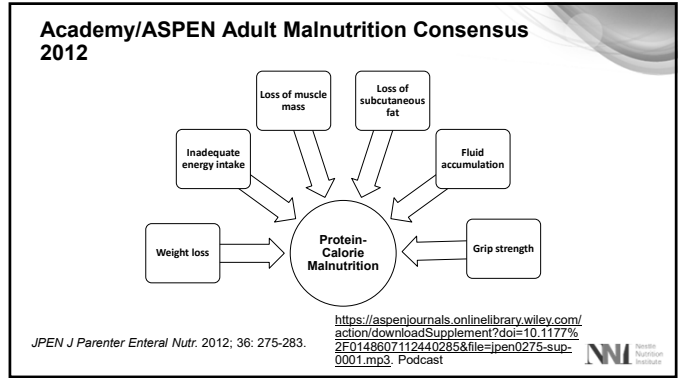 Academy/ASPEN Adult Malnutrition Consensus
2012
Loss of muscle
mass
Loss of
subcutaneous
fat
Inadequate
energy intake
Fluid
accumulation
Weight loss
Protein-
Calorie
Malnutrition
Grip strength
JPEN J Parenter Enteral Nutr. 2012; 36: 275-283.
https://aspenjournals.onlinelibrary.wiley.com/
action/downloadSupplement?doi=10.1177%
2F0148607112440285&file=jpen0275-sup-
0001.mp3. Podcast
NNI
Nestlé
Nutrition
Institute